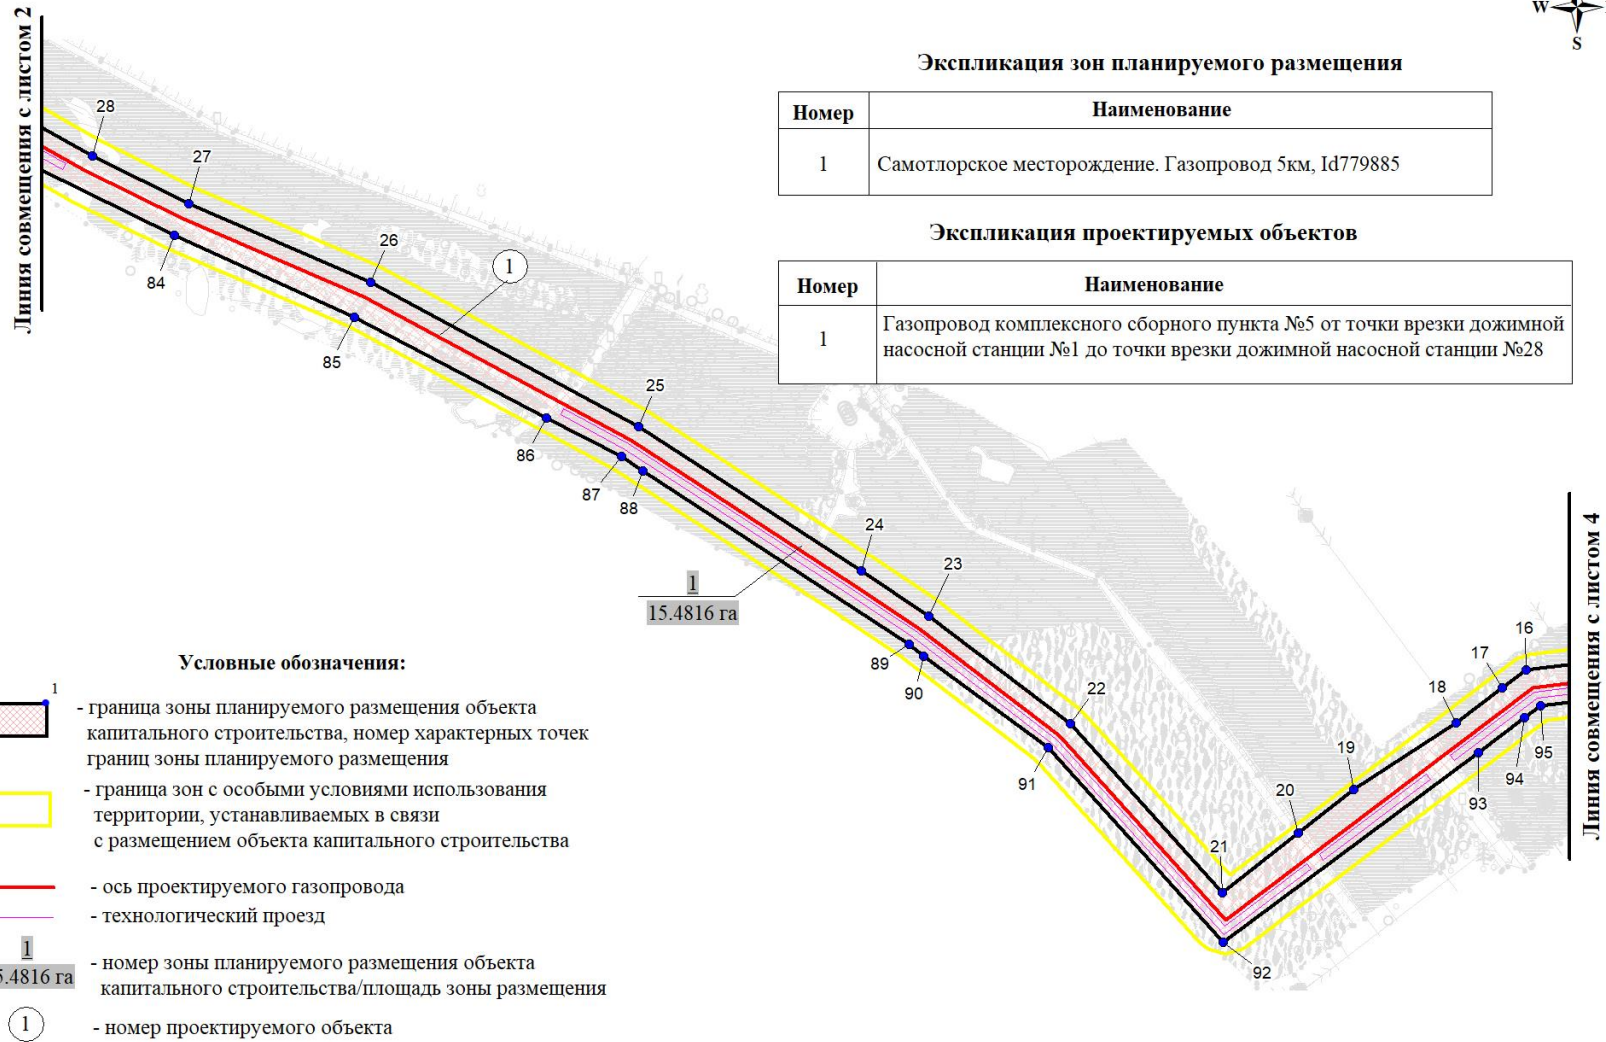 Линия совмещения с листом 2
W
S
Экспликация зон планируемого размещения
Номер Наименование
1 Самотлорское месторождение. Газопровод 5км, Id779885
Экспликация проектируемых объектов
Номер Наименование
1 Газопровод комплексного сборного пункта №5 от точки врезки дожимной
насосной станции №1 до точки врезки дожимной насосной станции №28
28
27
26
1
84
85
25
86
87
88
24
23
1
15.4816 га
89
90
22
91
16
17
18
19
20
21
95
94
93
92
Линия совмещения с листом 4
Условные обозначения:
1
- граница зоны планируемого размещения объекта
капитального строительства, номер характерных точек
границ зоны планируемого размещения
- граница зон с особыми условиями использования
территории, устанавливаемых в связи
с размещением объекта капитального строительства
- ось проектируемого газопровода
- технологический проезд
1
5.4816 га
- номер зоны планируемого размещения объекта
капитального строительства/площадь зоны размещения
1
- номер проектируемого объекта